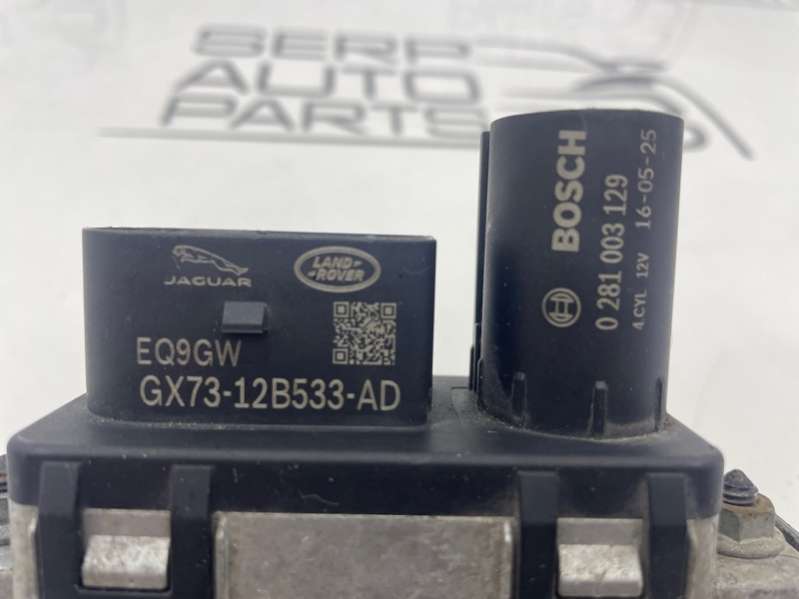 SERP
AUTO
PARTS
JAGUAR
LAND-
-ROVER
EQ9GW
GX73-12B533-AD
BOSCH
0 281 003 129
4.CYL 12V 16-05-25